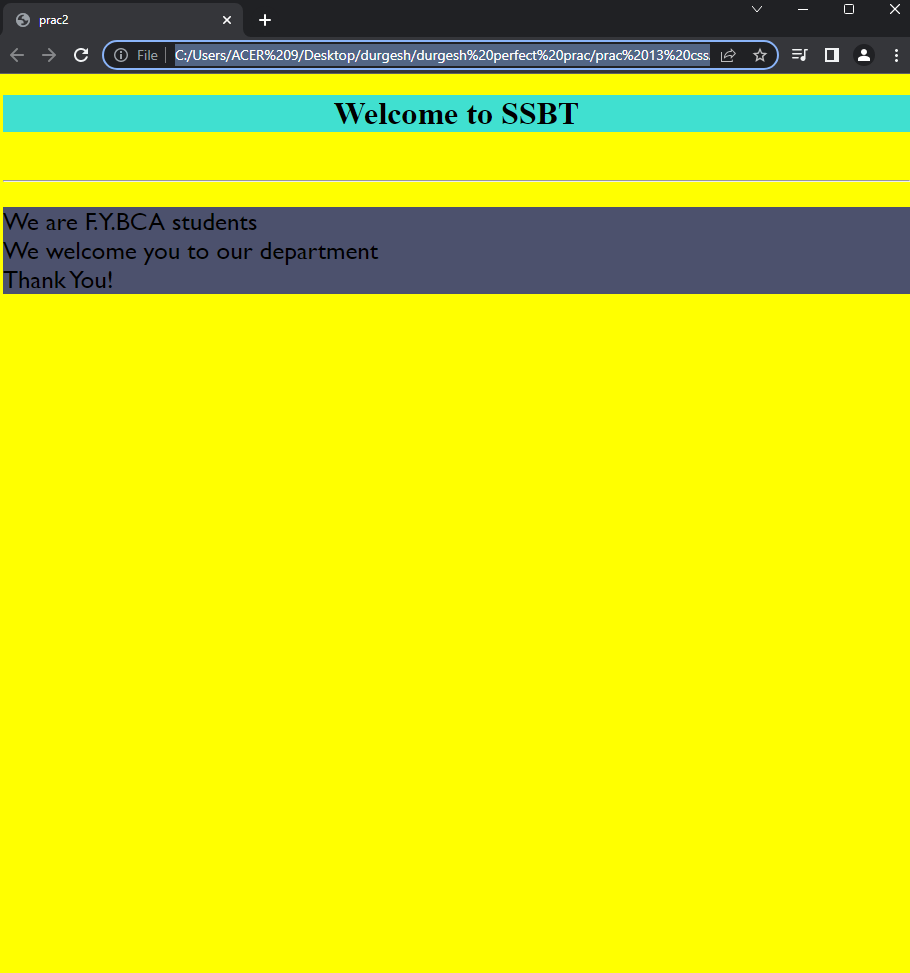 prac2
File C:/Users/ACER%209/Desktop/durgesh/durgesh%20perfect%20prac/prac%2013%20css.
Welcome to SSBT
We are F.Y.BCA students
We welcome you to our department
Thank You!